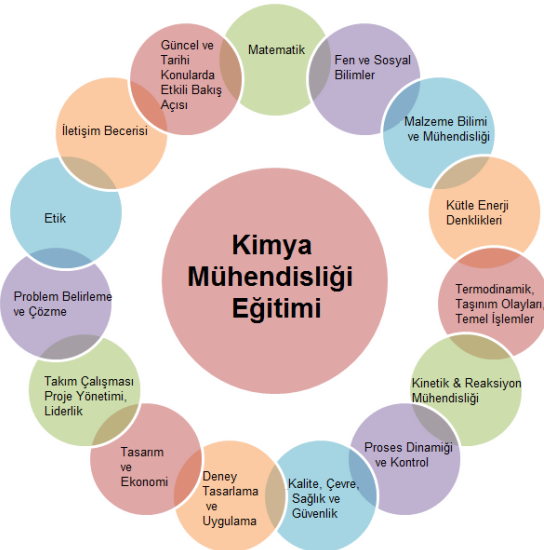 Kimya
Mühendisliği
Eğitimi
Matematik
Fen ve Sosyal
Bilimler
Malzeme Bilimi
ve Mühendisliği
Kütle Enerji
Denklikleri
Termodinamik,
Taşınım Olayları,
Temel İşlemler
Kinetik & Reaksiyon
Mühendisliği
Proses Dinamiği
ve Kontrol
Kalite, Çevre,
Sağlık ve
Güvenlik
Deney
Tasarlama
ve
Uygulama
Tasarım
ve
Ekonomi
Takım Çalışması
Proje Yönetimi,
Liderlik
Problem Belirleme
ve Çözme
Etik
İletişim Becerisi
Güncel ve
Tarihi
Konularda
Etkili Bakış
Açısı